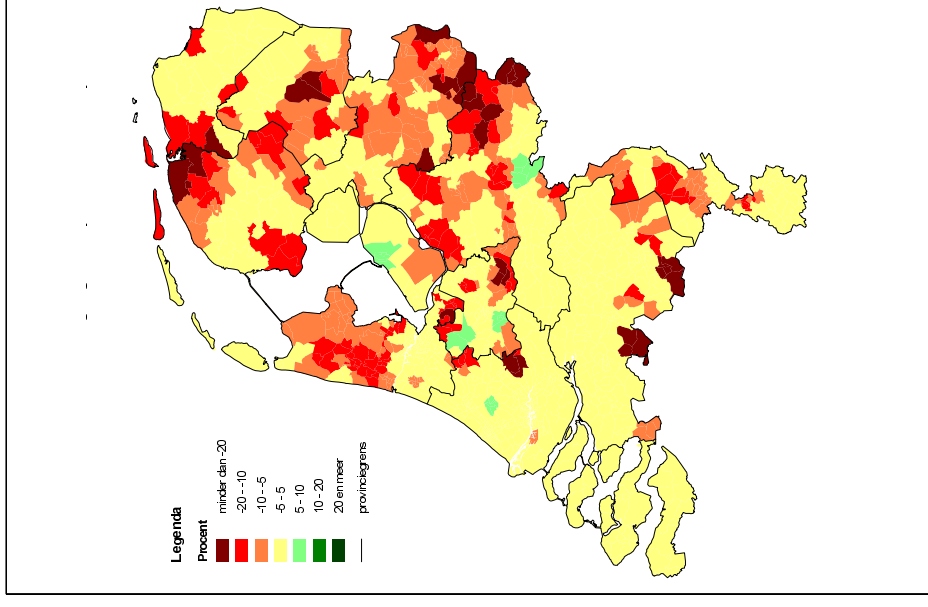 Legenda
Procent
minder dan -20
-20 - -10
-10 - -5
-5 - 5
5 - 10
10 - 20
20 en meer
provinciegrens